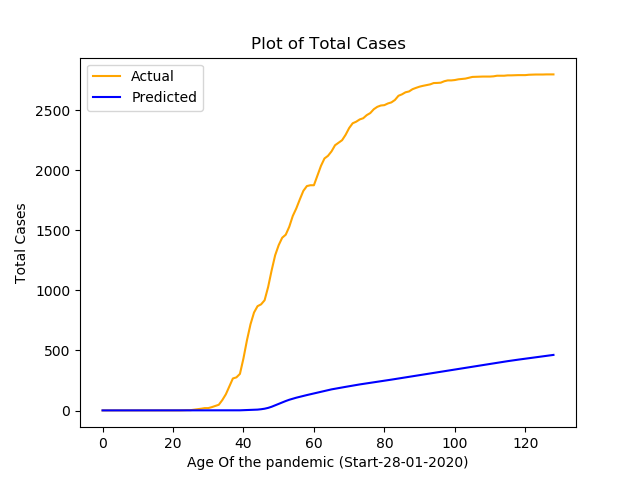 Plot of Total Cases
Actual
Predicted
2500
2000
1500
1000
500
0
Total Cases
0 20 40 60 80 100 120
Age Of the pandemic (Start-28-01-2020)